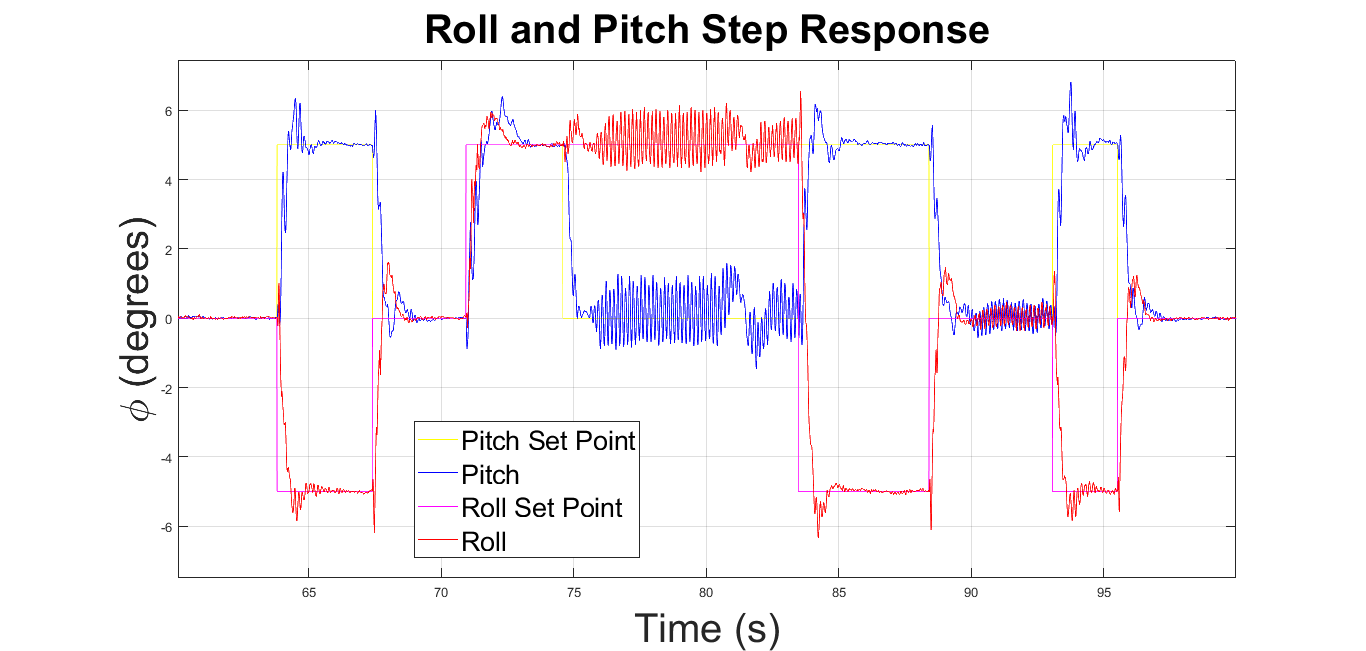 Roll and Pitch Step Response
6
4
2
0
-2
-4
-6
ϕ (degrees)
Pitch Set Point
Pitch
Roll Set Point
Roll
65
70
75
80
85
90
95
Time (s)